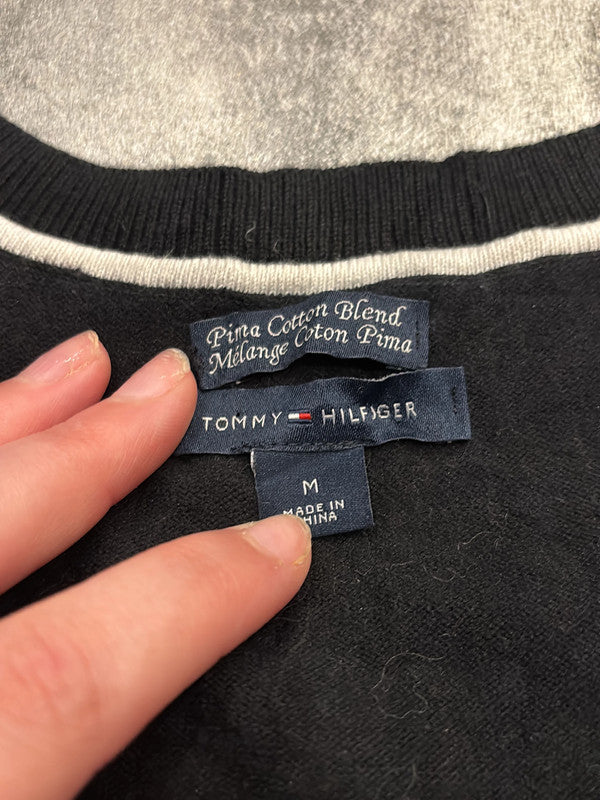 Pima Cotton Blend
Mélange Coton Pima
TOMMY HILFIGER
M
MADE IN
CHINA